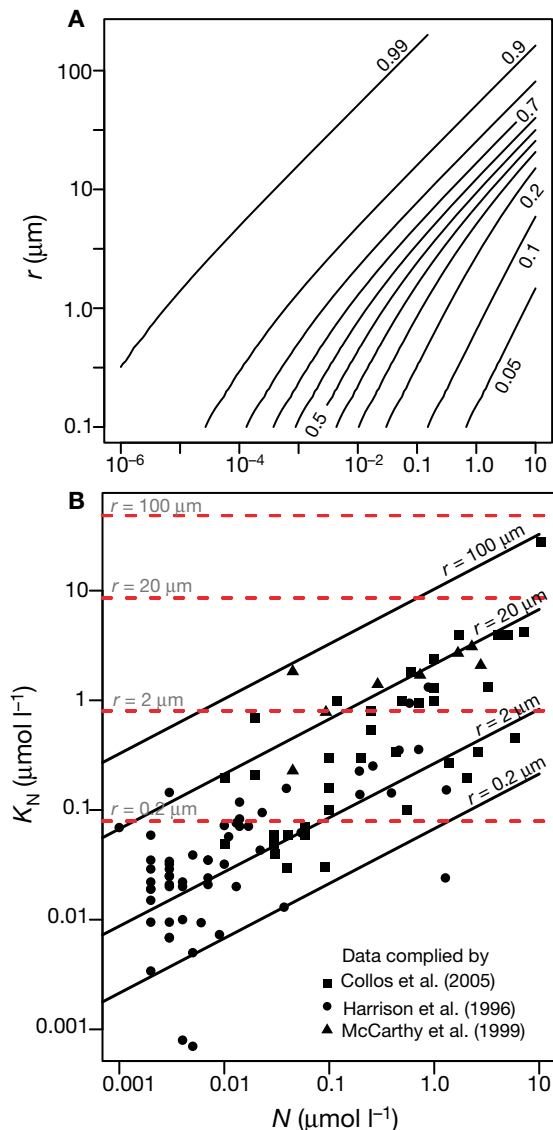 A
100
10
1.0
0.1
r (μm)
0.99
0.9
0.7
0.2
0.1
0.5
0.05
10⁻⁶
10⁻⁴
10⁻²
0.1
1.0
10
B
r = 100 μm
r = 100 μm
r = 20 μm
r = 20 μm
r = 2 μm
r = 2 μm
r = 0.2 μm
r = 0.2 μm
10
1
0.1
0.01
0.001
K_N (μmol l⁻¹)
Data complied by
Collos et al. (2005)
Harrison et al. (1996)
McCarthy et al. (1999)
0.001
0.01
0.1
1.0
10
N (μmol l⁻¹)